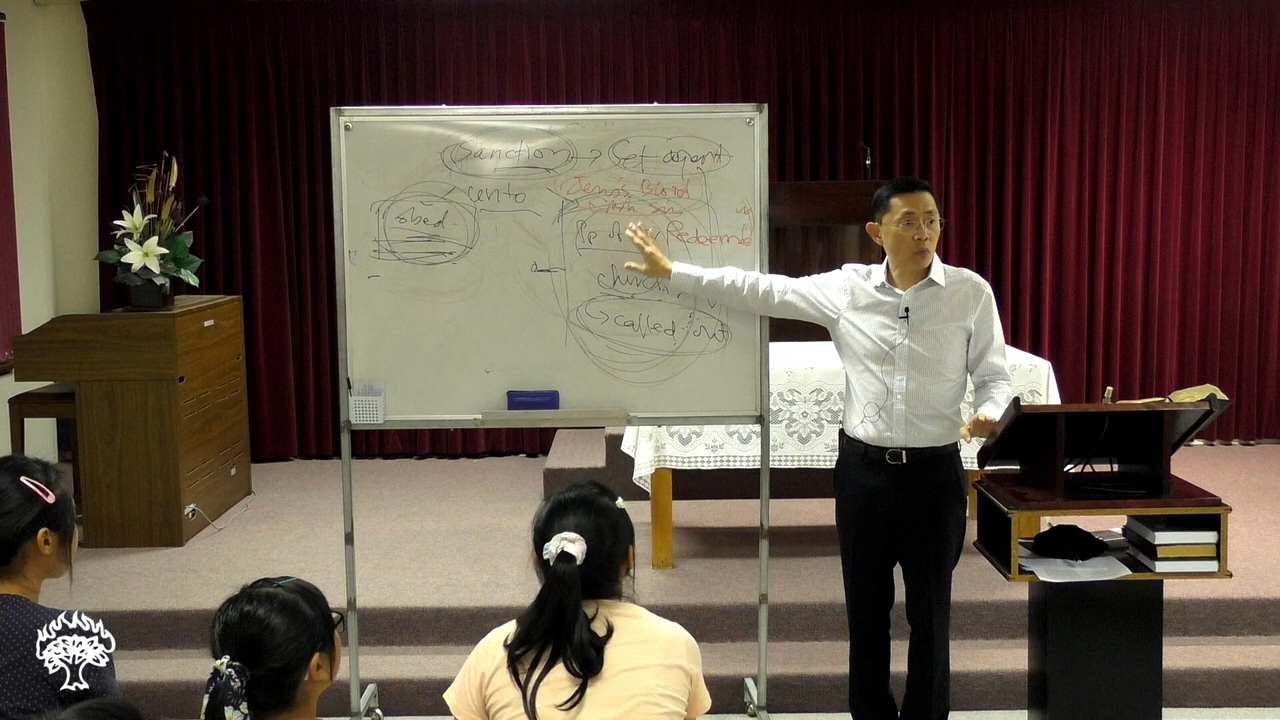 Sanction → Set apart
unto
Jesus Blood
obed.
Redeemed
church
↳ called-out